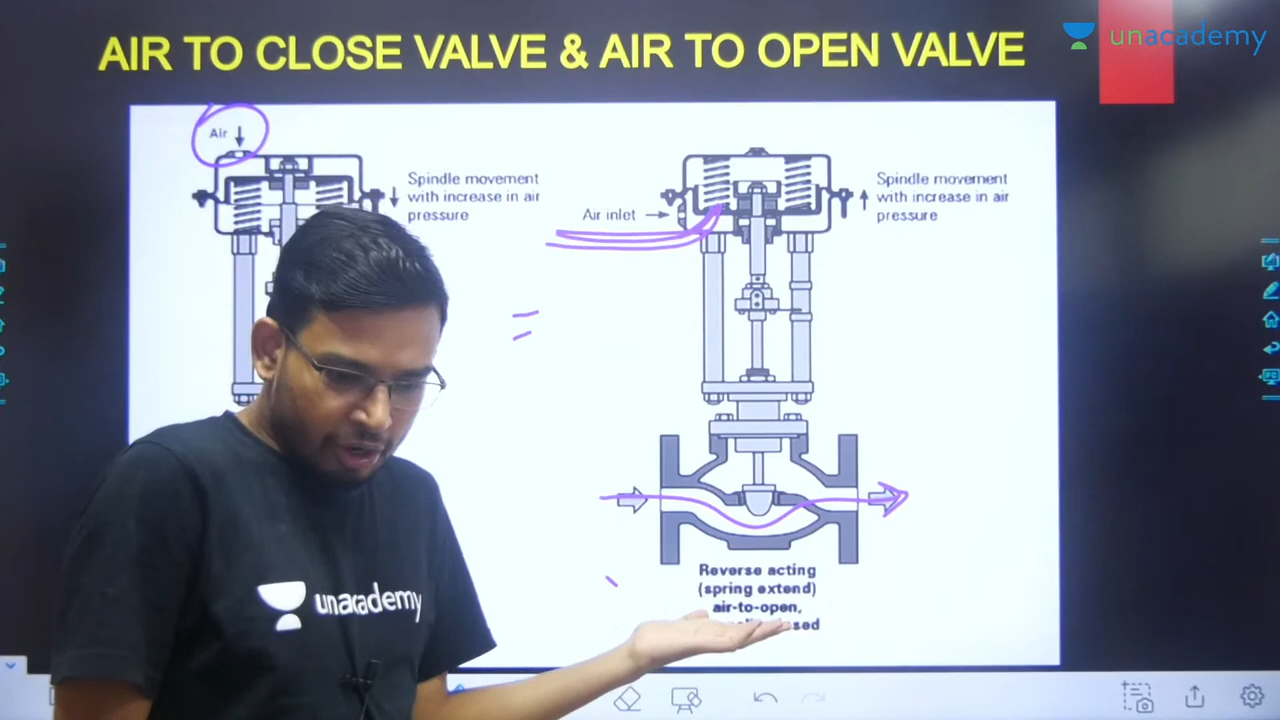 AIR TO CLOSE VALVE & AIR TO OPEN VALVE
unacademy
Air
Spindle movement
with increase in air
pressure
Air inlet
Spindle movement
with increase in air
pressure
Reverse acting
(spring extend)
air-to-open,
unacademy